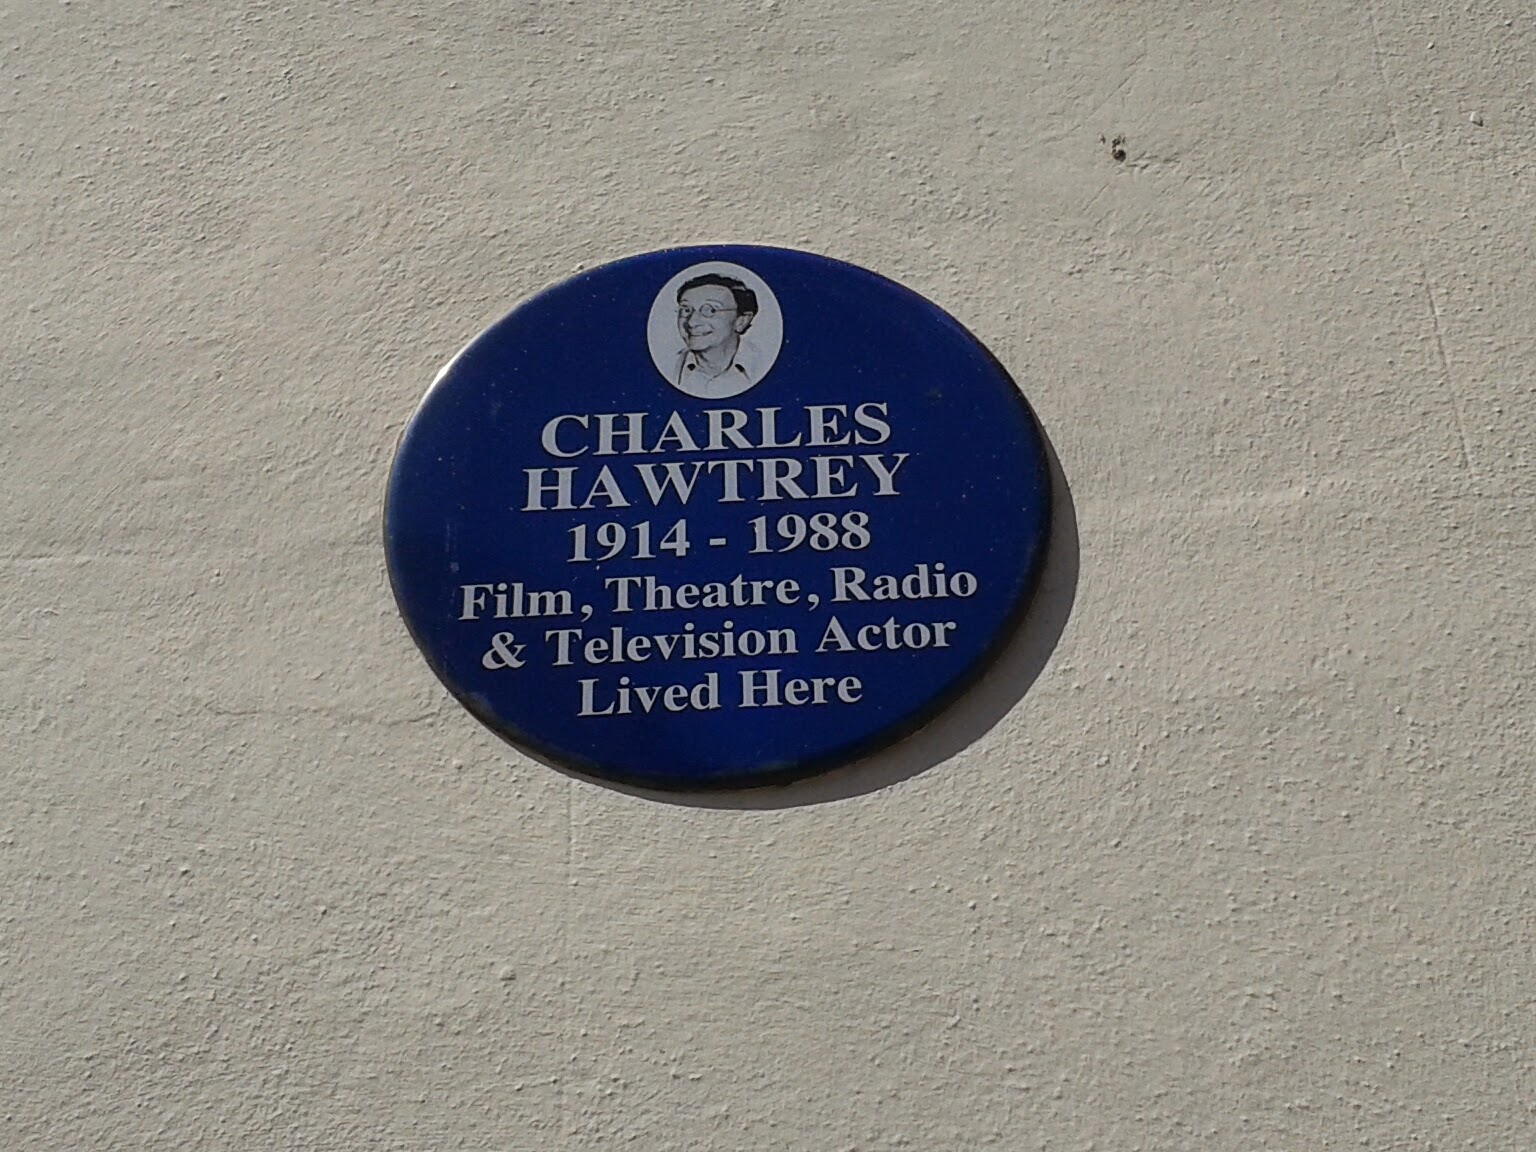 CHARLES
HAWTREY
1914 - 1988
Film, Theatre, Radio
& Television Actor
Lived Here